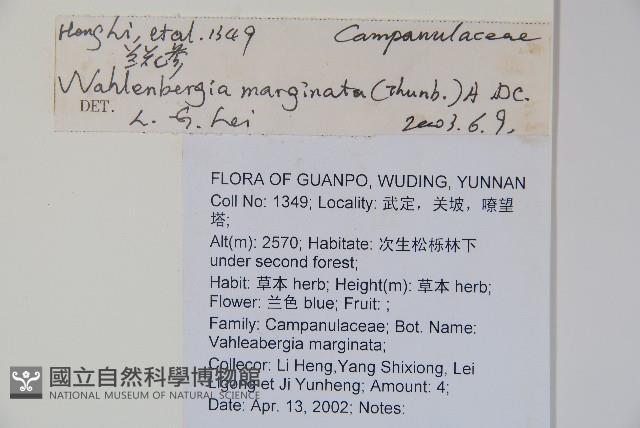 Heng Li, et al. 1349 Campanulaceae
兰花参
Wahlenbergia marginata (Thunb.) A DC.
DET. L. G. Lei 2003.6.9.
FLORA OF GUANPO, WUDING, YUNNAN
Coll No: 1349; Locality: 武定，关坡，嘹望
塔;
Alt(m): 2570; Habitate: 次生松栎林下
under second forest;
Habit: 草本 herb; Height(m): 草本 herb;
Flower: 兰色 blue; Fruit: ;
Family: Campanulaceae; Bot. Name:
Vahleabergia marginata;
Collecor: Li Heng,Yang Shixiong, Lei
Ligong et Ji Yunheng; Amount: 4;
Date: Apr. 13, 2002; Notes:
國立自然科學博物館
NATIONAL MUSEUM OF NATURAL SCIENCE